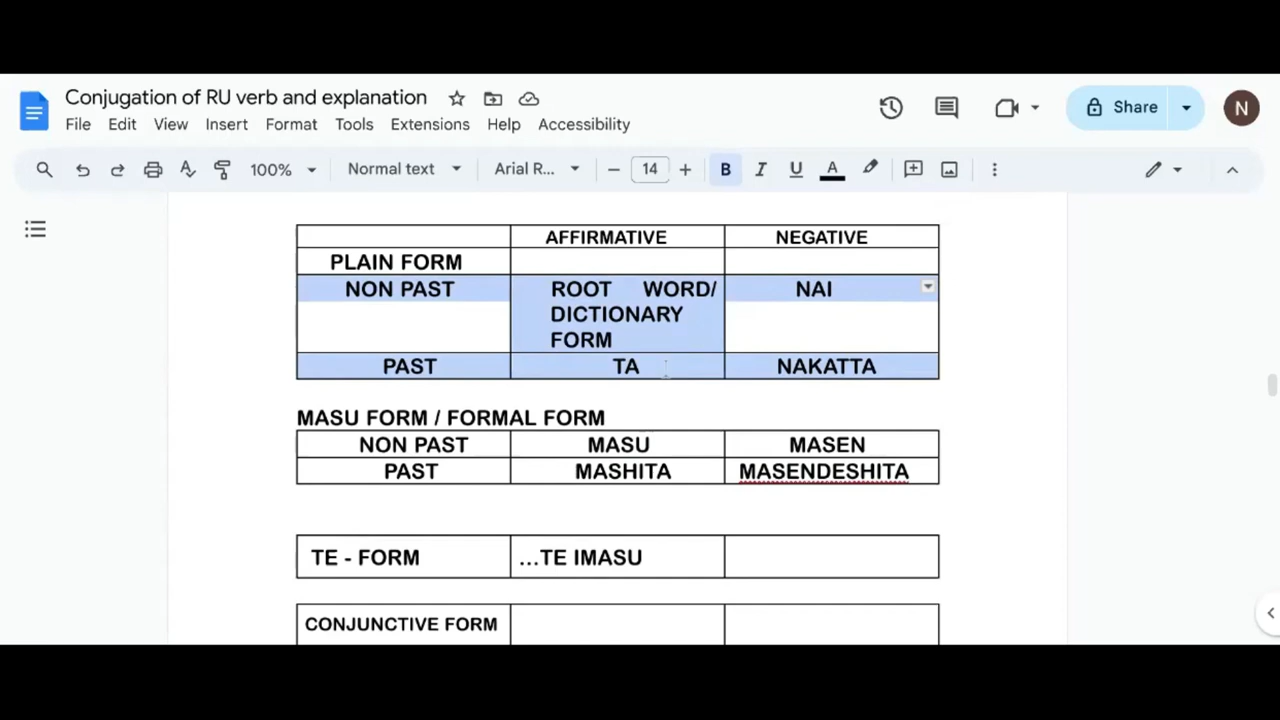 Conjugation of RU verb and explanation
File Edit View Insert Format Tools Extensions Help Accessibility
Share
N
100% Normal text Arial R... 14 B I U A
AFFIRMATIVE NEGATIVE
PLAIN FORM
NON PAST ROOT WORD/ NAI
DICTIONARY
FORM
PAST TA NAKATTA
MASU FORM / FORMAL FORM
NON PAST MASU MASEN
PAST MASHITA MASENDESHITA
TE - FORM ...TE IMASU
CONJUNCTIVE FORM